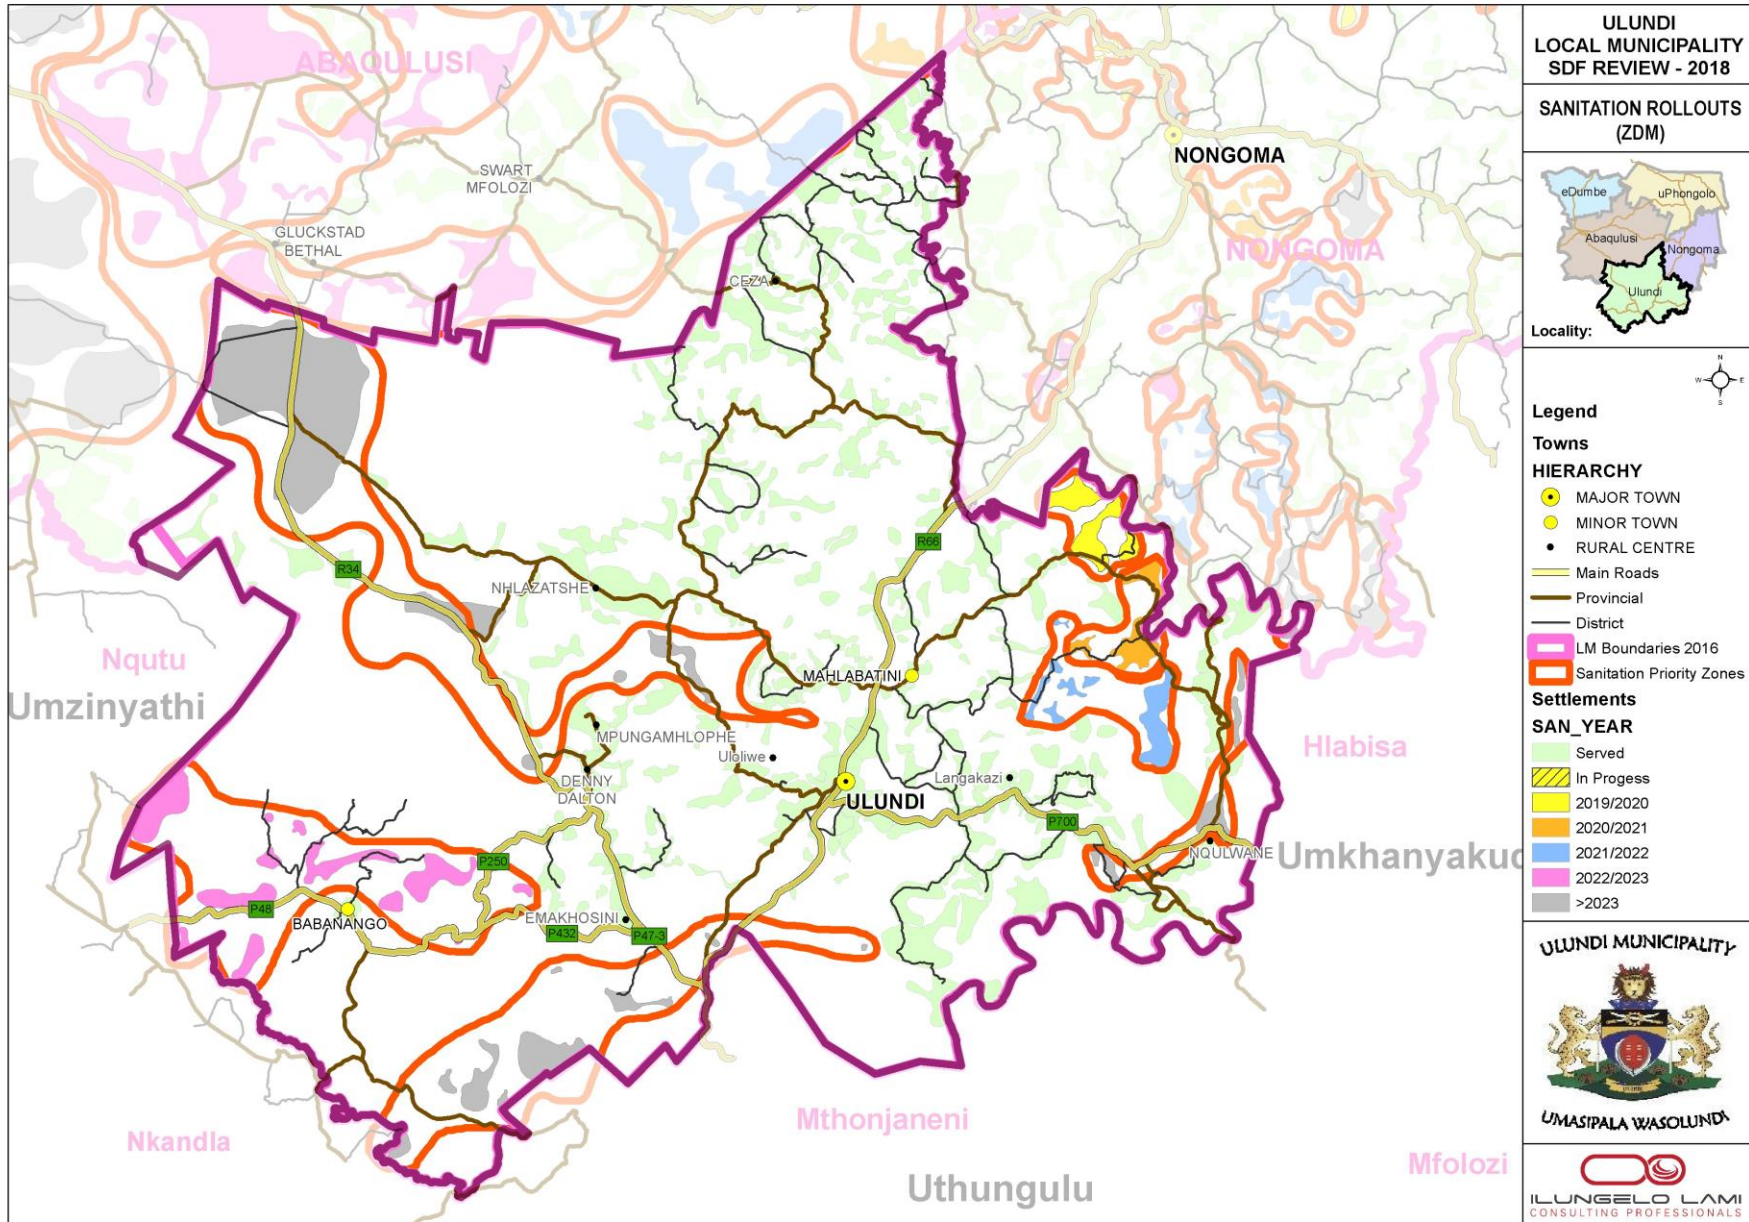 ABAQULUSI
SWART
MFOLOZI
NONGOMA
GLUCKSTAD
BETHAL
NONGOMA
CEZA
R66
R34
NHLAZATSHE
Nqutu
MAHLABATINI
Umzinyathi
MPUNGAMHLOPHE
Hlabisa
Uloliwe
DENNY
DALTON
Langakazi
ULUNDI
P700
NQULWANE
Umkhanyakud
P250
P48
BABANANGO
EMAKHOSINI
P432
P47-3
Mthonjaneni
Nkandla
Mfolozi
Uthungulu
ULUNDI
LOCAL MUNICIPALITY
SDF REVIEW - 2018
SANITATION ROLLOUTS
(ZDM)
eDumbe
uPhongolo
Abaqulusi
Nongoma
Ulundi
Locality:
N
W
E
S
Legend
Towns
HIERARCHY
MAJOR TOWN
MINOR TOWN
RURAL CENTRE
Main Roads
Provincial
District
LM Boundaries 2016
Sanitation Priority Zones
Settlements
SAN_YEAR
Served
In Progess
2019/2020
2020/2021
2021/2022
2022/2023
>2023
ULUNDI MUNICIPALITY
UMASIPALA WASOLUNDI
ILUNGELO LAMI
CONSULTING PROFESSIONALS